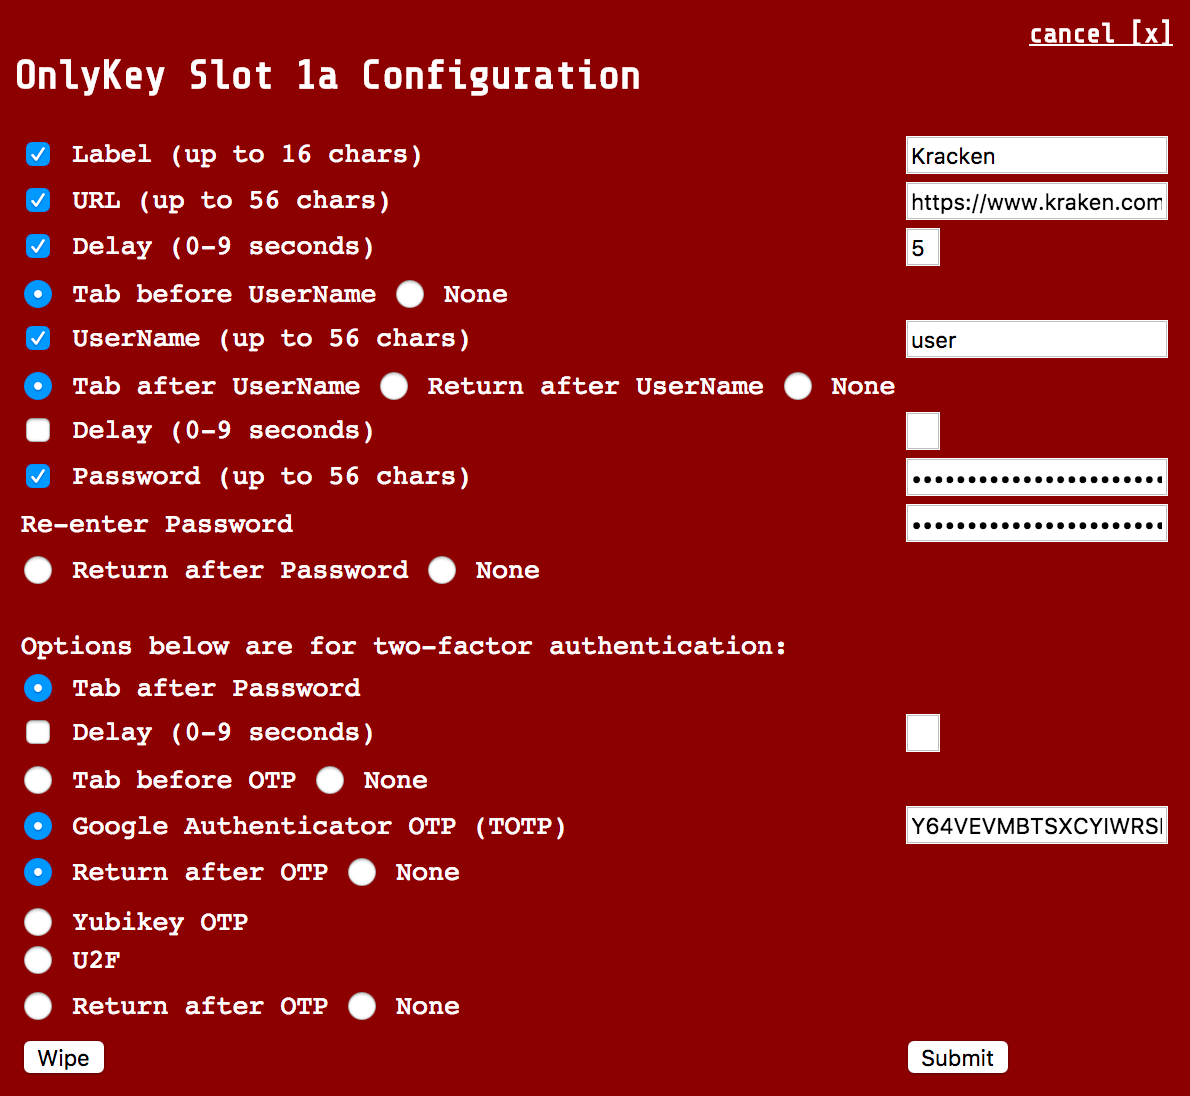 cancel [x]
OnlyKey Slot 1a Configuration
Label (up to 16 chars) Kracken
URL (up to 56 chars) https://www.kraken.com
Delay (0-9 seconds) 5
Tab before UserName None
UserName (up to 56 chars) user
Tab after UserName Return after UserName None
Delay (0-9 seconds)
Password (up to 56 chars) •••••••••••••••••••••••
Re-enter Password •••••••••••••••••••••••
Return after Password None
Options below are for two-factor authentication:
Tab after Password
Delay (0-9 seconds)
Tab before OTP None
Google Authenticator OTP (TOTP) Y64VEVMBTSXCYIWRS
Return after OTP None
Yubikey OTP
U2F
Return after OTP None
Wipe Submit